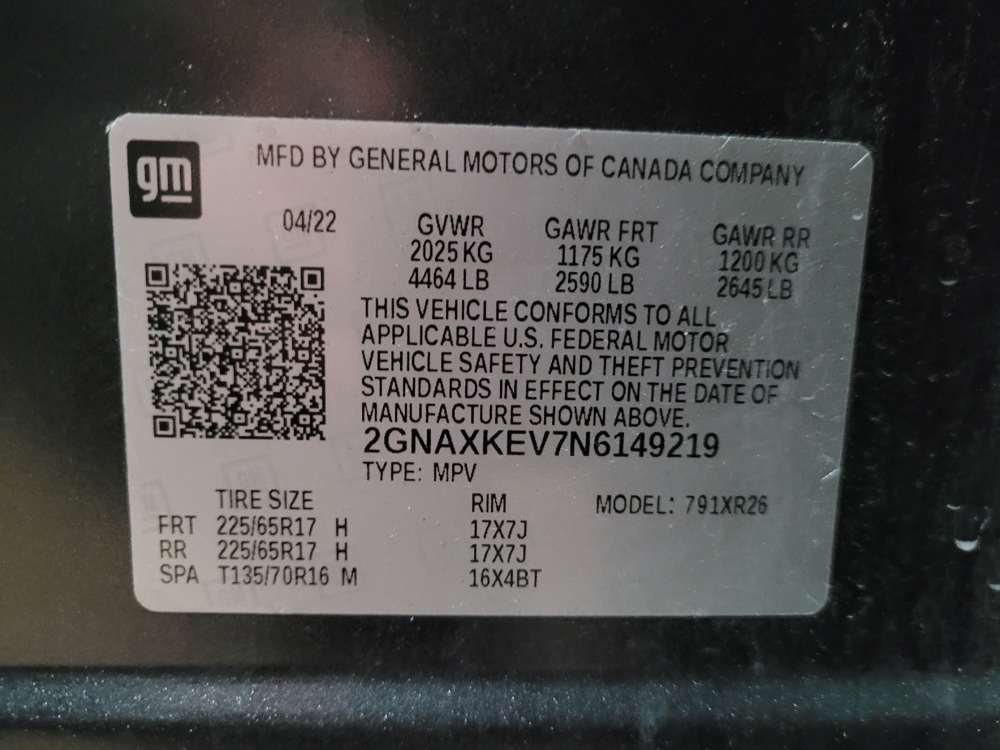 gm
MFD BY GENERAL MOTORS OF CANADA COMPANY
04/22 GVWR GAWR FRT GAWR RR
2025 KG 1175 KG 1200 KG
4464 LB 2590 LB 2645 LB
THIS VEHICLE CONFORMS TO ALL
APPLICABLE U.S. FEDERAL MOTOR
VEHICLE SAFETY AND THEFT PREVENTION
STANDARDS IN EFFECT ON THE DATE OF
MANUFACTURE SHOWN ABOVE.
2GNAXKEV7N6149219
TYPE: MPV
TIRE SIZE RIM MODEL: 791XR26
FRT 225/65R17 H 17X7J
RR 225/65R17 H 17X7J
SPA T135/70R16 M 16X4BT